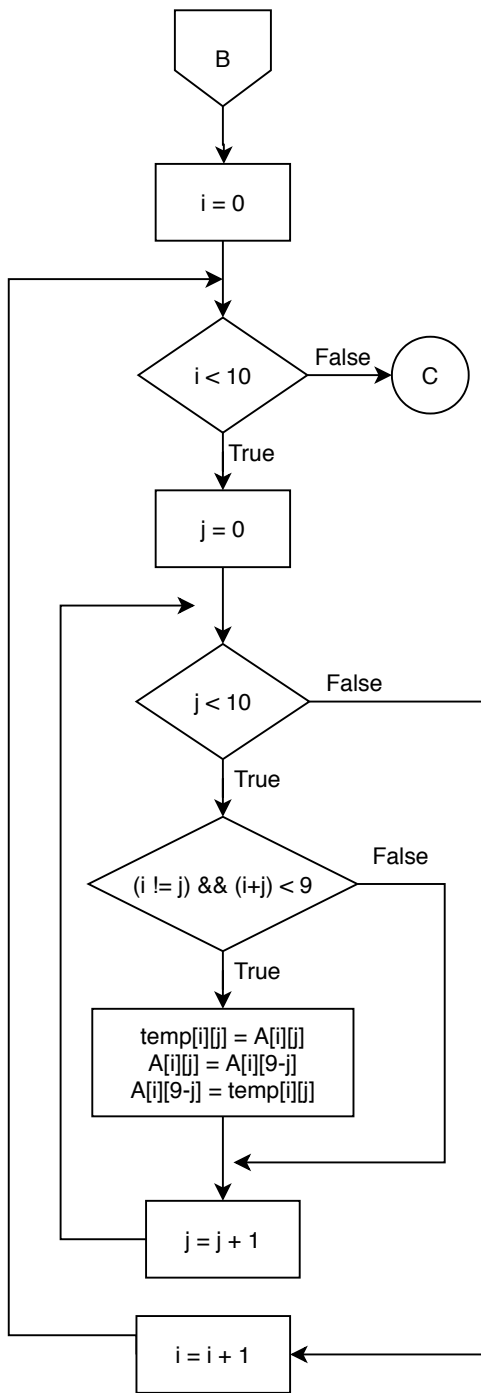 B
i = 0
i < 10
False
C
True
j = 0
j < 10
False
True
(i != j) && (i+j) < 9
False
True
temp[i][j] = A[i][j]
A[i][j] = A[i][9-j]
A[i][9-j] = temp[i][j]
j = j + 1
i = i + 1